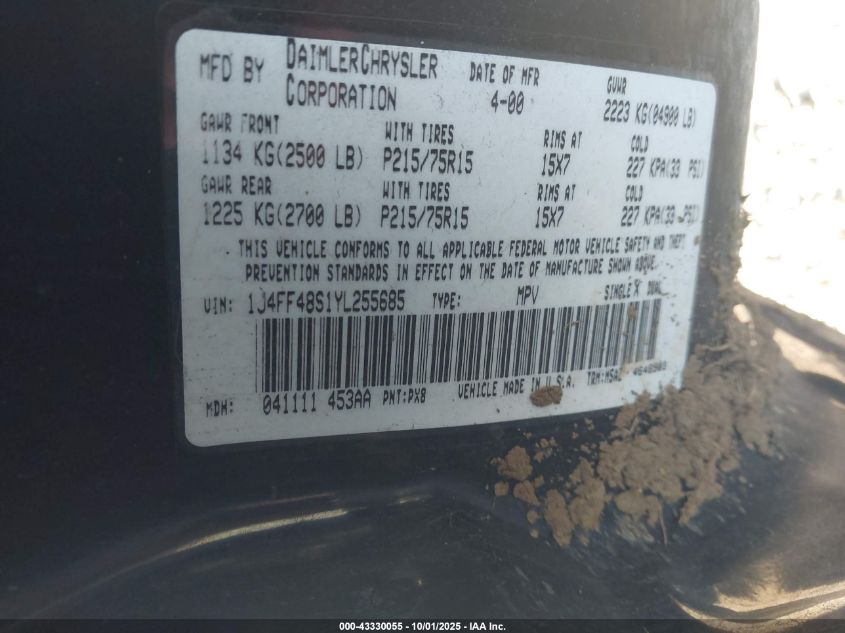 MFD BY DAIMLERCHRYSLER CORPORATION DATE OF MFR 4-00 GVWR 2223 KG(04900 LB)
GAWR FRONT WITH TIRES RIMS AT COLD
1134 KG(2500 LB) P215/75R15 15X7 227 KPA(33 PSI)
GAWR REAR WITH TIRES RIMS AT COLD
1225 KG(2700 LB) P215/75R15 15X7 227 KPA(33 PSI)
THIS VEHICLE CONFORMS TO ALL APPLICABLE FEDERAL MOTOR VEHICLE SAFETY AND THEFT
PREVENTION STANDARDS IN EFFECT ON THE DATE OF MANUFACTURE SHOWN ABOVE.
VIN: 1J4FF48S1YL255685 TYPE: MPV SINGLE X DUAL
MDH: 041111 453AA PNT:PX8 VEHICLE MADE IN U.S.A. TRM:
000-43330055 - 10/01/2025 - IAA Inc.